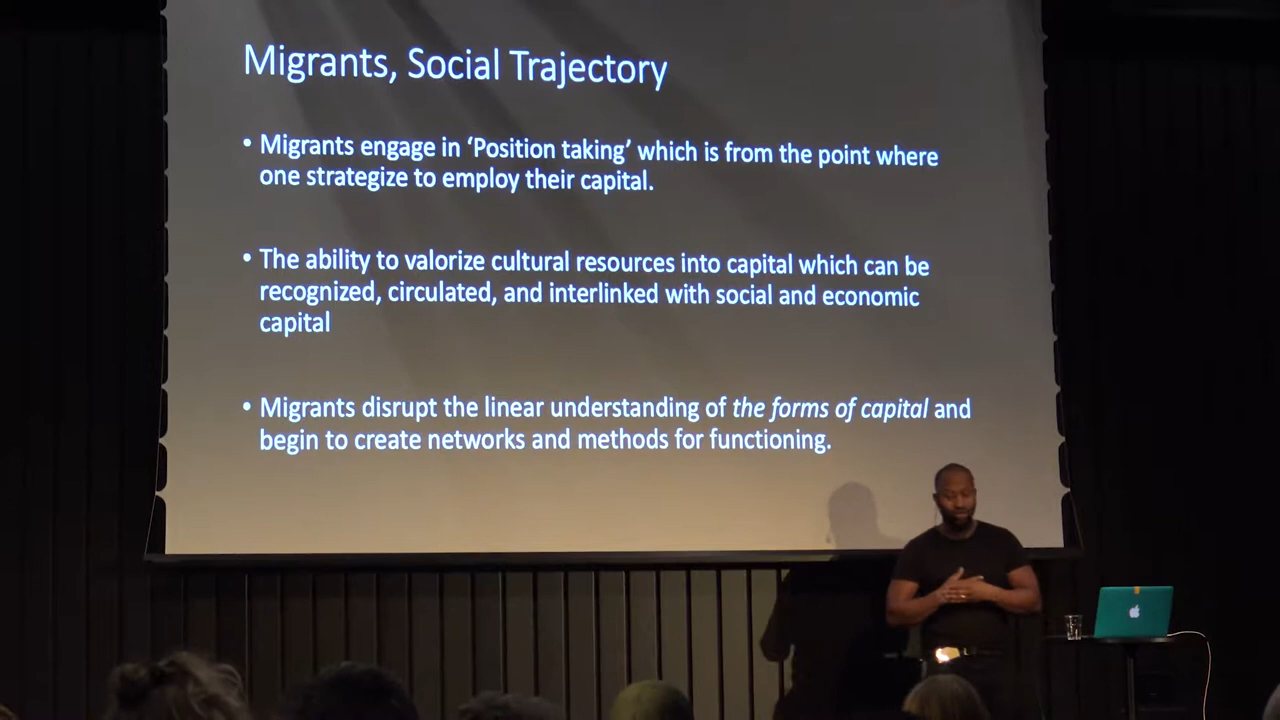 Migrants, Social Trajectory
• Migrants engage in ‘Position taking’ which is from the point where
one strategize to employ their capital.
• The ability to valorize cultural resources into capital which can be
recognized, circulated, and interlinked with social and economic
capital
• Migrants disrupt the linear understanding of the forms of capital and
begin to create networks and methods for functioning.